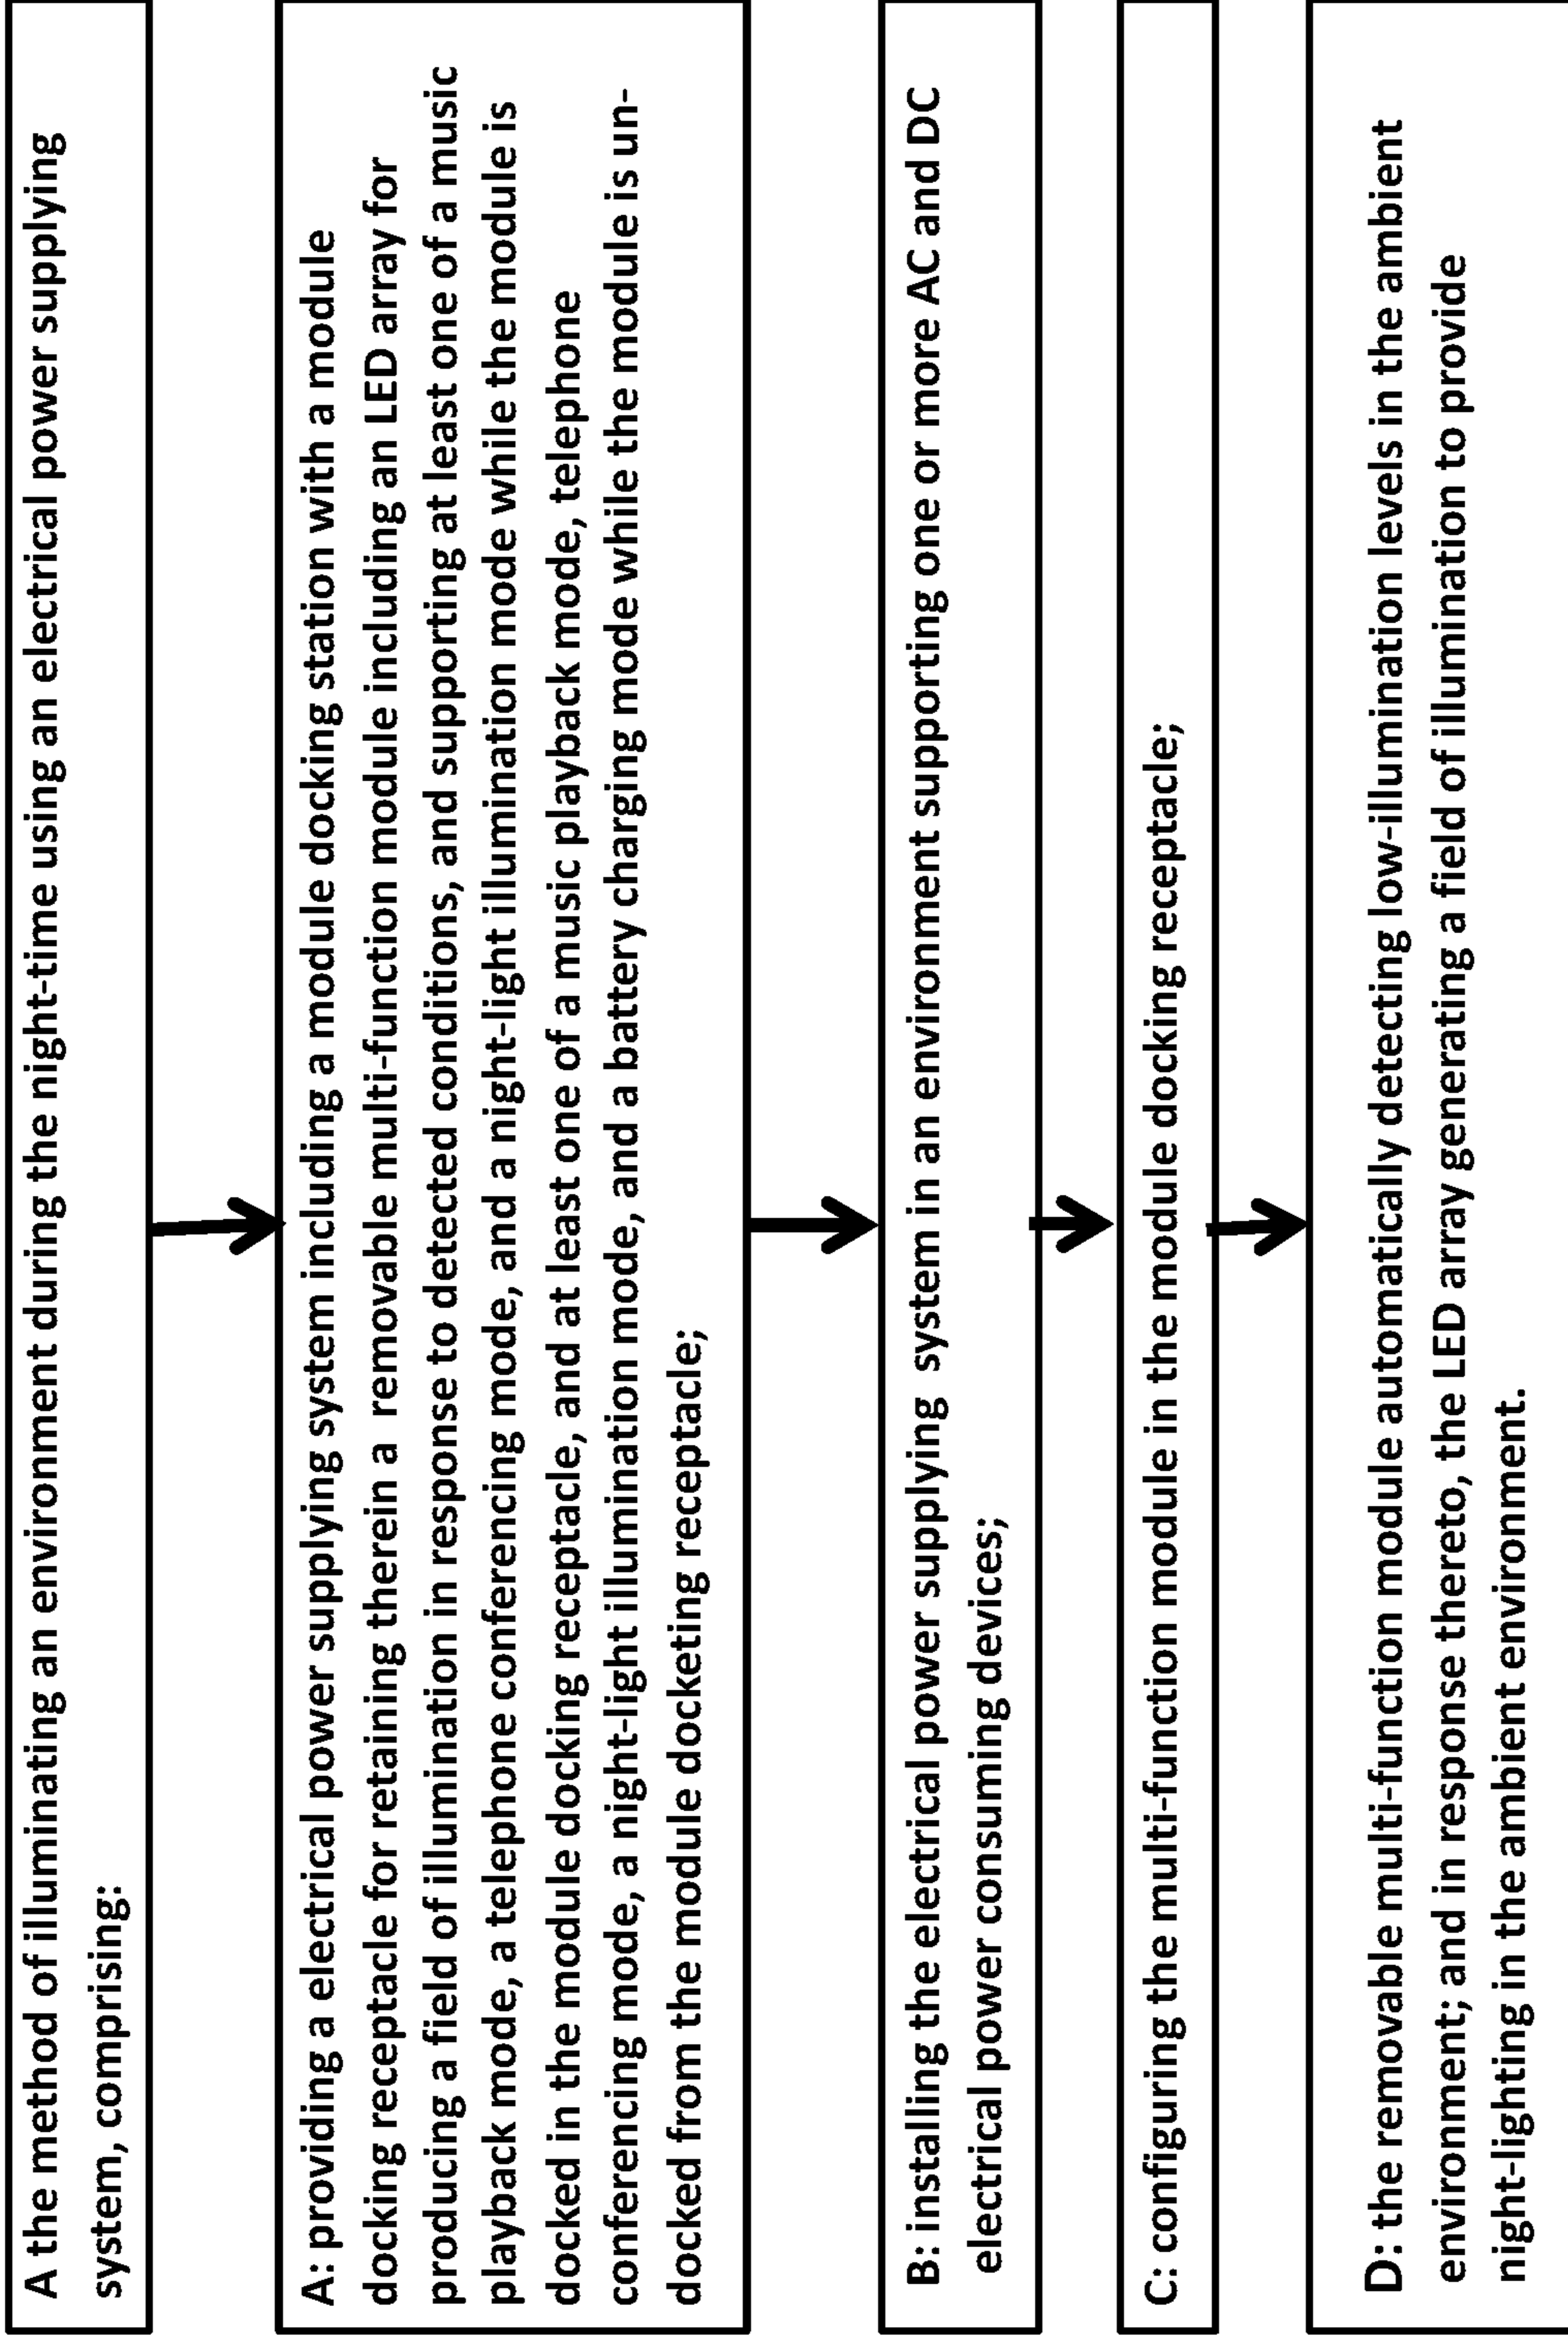 A the method of illuminating an environment during the night-time using an electrical power supplying
system, comprising:
A: providing a electrical power supplying system including a module docking station with a module
docking receptacle for retaining therein a removable multi-function module including an LED array for
producing a field of illumination in response to detected conditions, and supporting at least one of a music
playback mode, a telephone conferencing mode, and a night-light illumination mode while the module is
docked in the module docking receptacle, and at least one of a music playback mode, telephone
conferencing mode, a night-light illumination mode, and a battery charging mode while the module is un-
docked from the module docketing receptacle;
B: installing the electrical power supplying system in an environment supporting one or more AC and DC
electrical power consuming devices;
C: configuring the multi-function module in the module docking receptacle;
D: the removable multi-function module automatically detecting low-illumination levels in the ambient
environment; and in response thereto, the LED array generating a field of illumination to provide
night-lighting in the ambient environment.